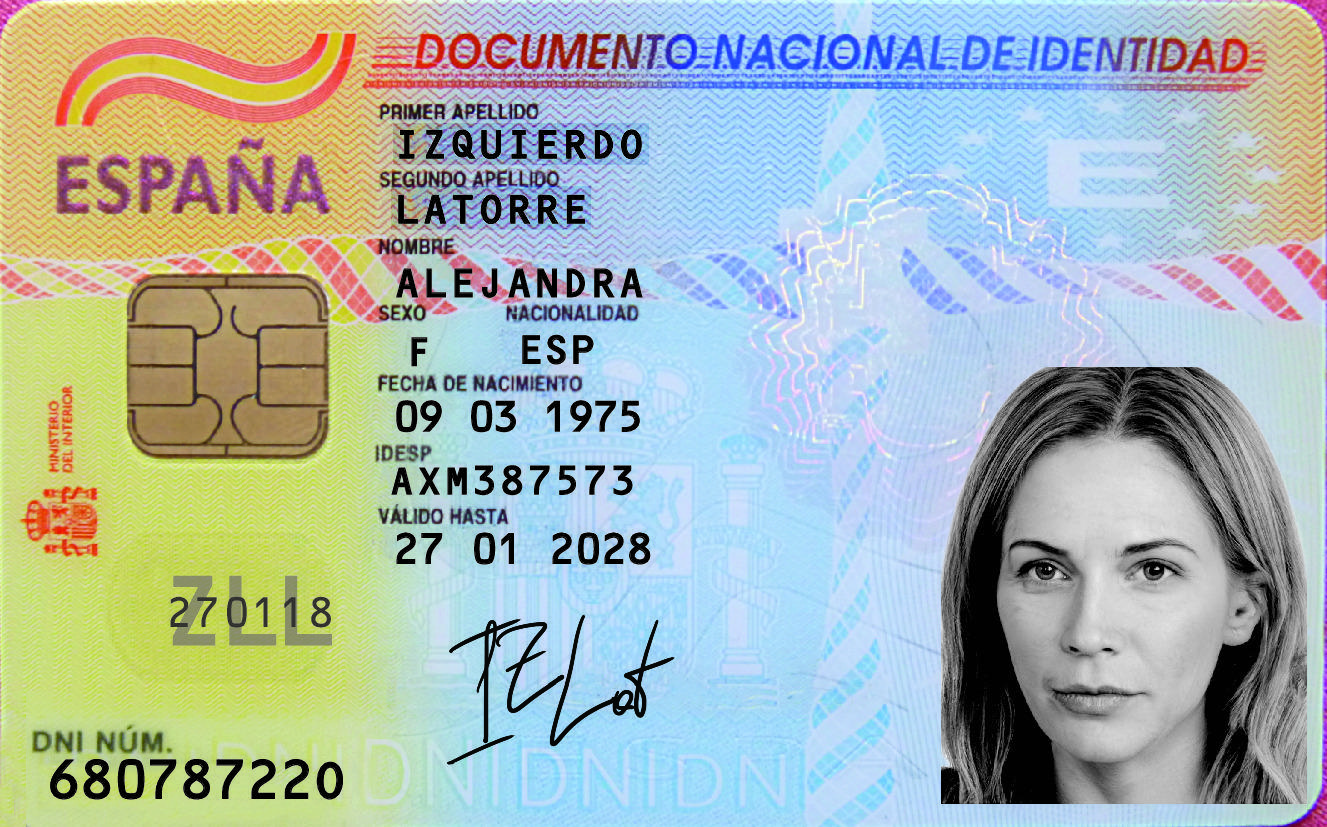 DOCUMENTO NACIONAL DE IDENTIDAD
ESPAÑA
PRIMER APELLIDO
IZQUIERDO
SEGUNDO APELLIDO
LATORRE
NOMBRE
ALEJANDRA
SEXO NACIONALIDAD
F ESP
FECHA DE NACIMIENTO
09 03 1975
IDESP
AXM387573
VÁLIDO HASTA
27 01 2028
MINISTERIO
DEL INTERIOR
ZLL
270118
IZLat
DNI NÚM.
680787220
E
DNIDNIDNIDNI